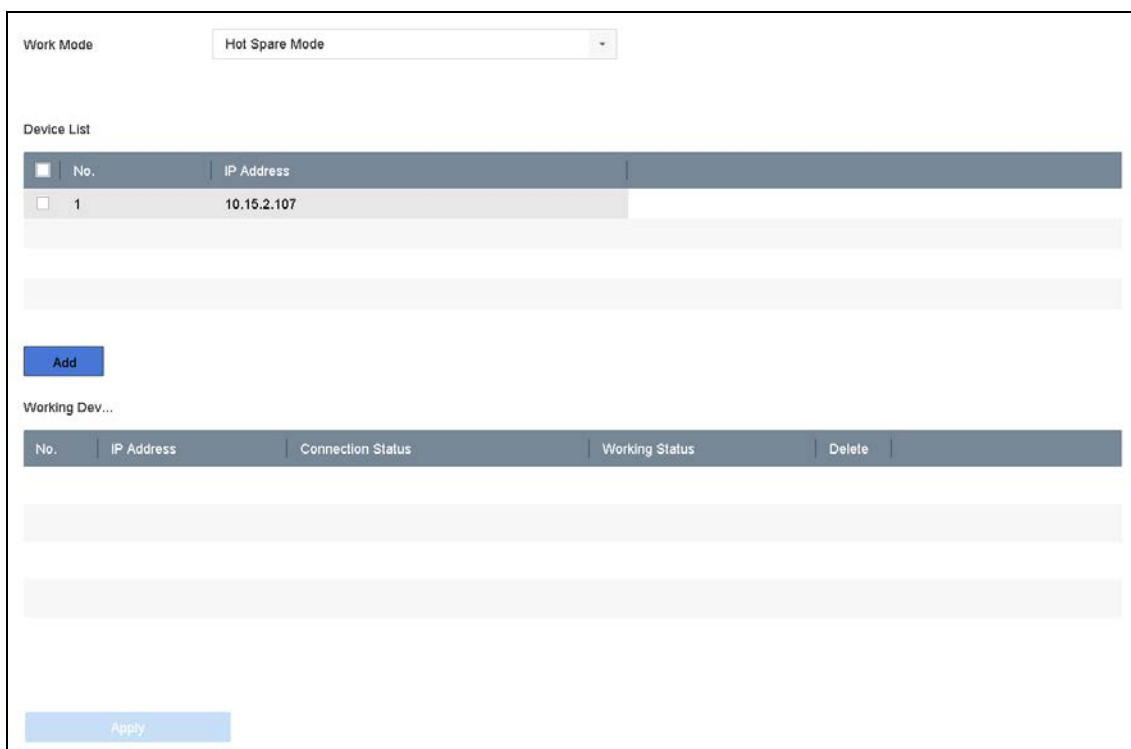 Work Mode Hot Spare Mode
Device List
No. IP Address
1 10.15.2.107
Add
Working Dev...
No. IP Address Connection Status Working Status Delete
Apply